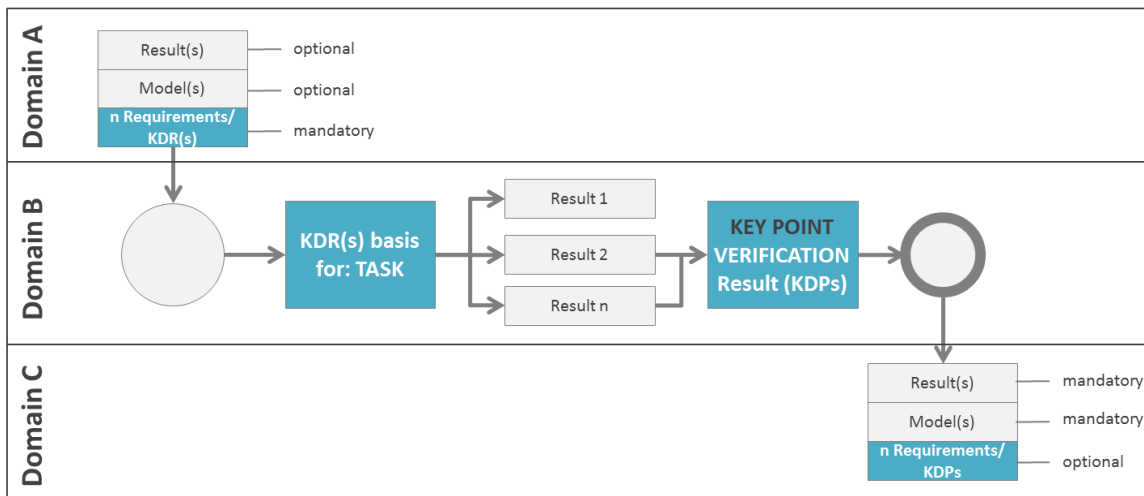 Domain A
Result(s)
optional
Model(s)
optional
n Requirements/
KDR(s)
mandatory
Domain B
KDR(s) basis
for: TASK
Result 1
Result 2
Result n
KEY POINT
VERIFICATION
Result (KDPs)
Domain C
Result(s)
mandatory
Model(s)
mandatory
n Requirements/
KDPs
optional